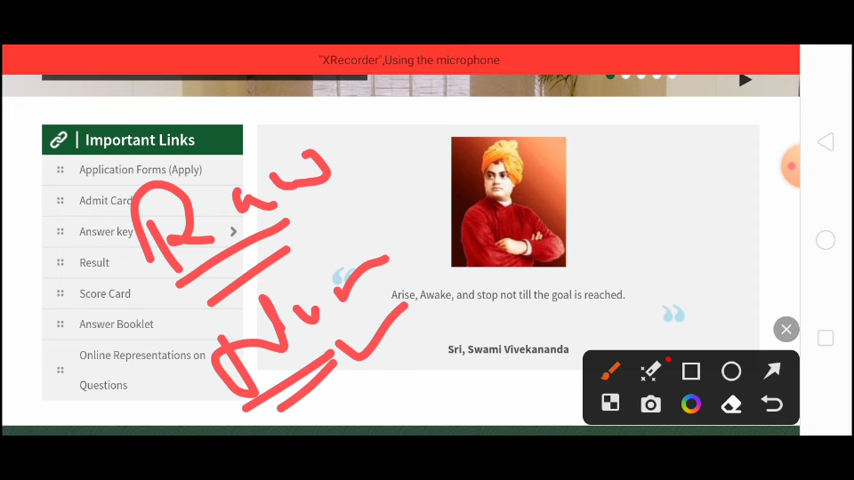 "XRecorder",Using the microphone
| Important Links
Application Forms (Apply)
Admit Card
Answer key
Result
Score Card
Answer Booklet
Online Representations on
Questions
Raw
“
Arise, Awake, and stop not till the goal is reached.
”
Sri, Swami Vivekananda